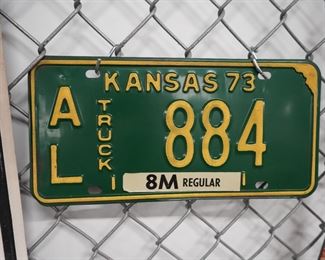 KANSAS 73
AL TRUCK 884
8M REGULAR